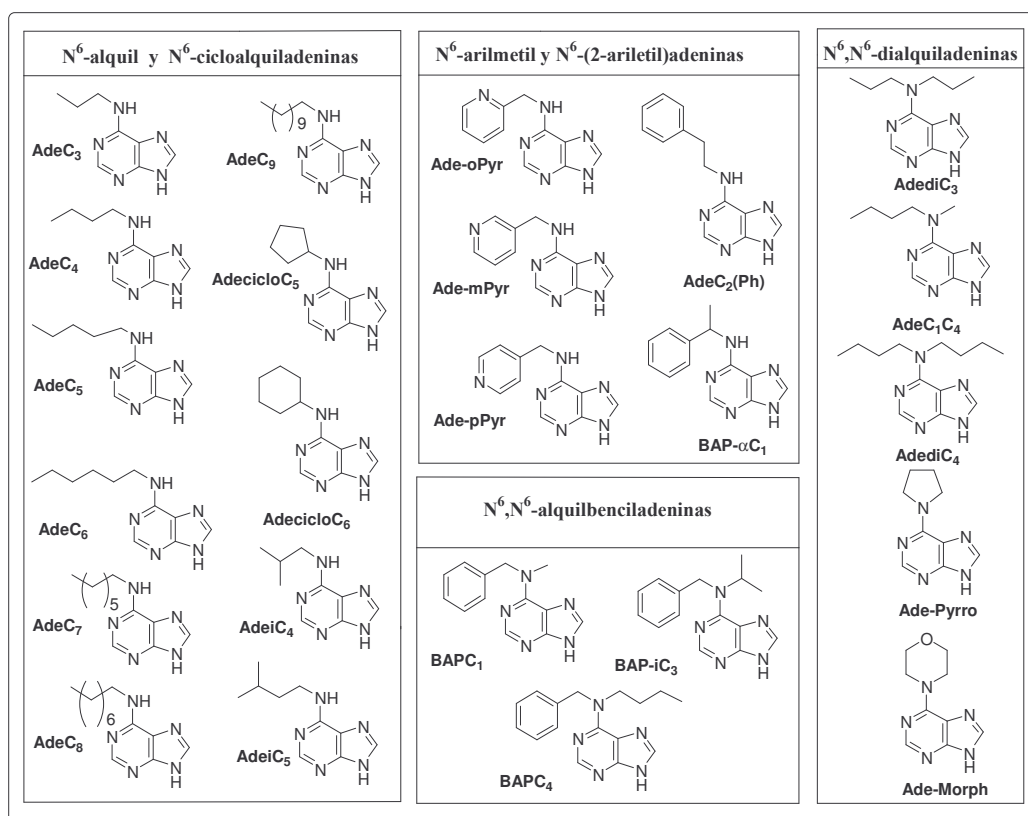 N⁶-alquil y N⁶-cicloalquiladeninas
AdeC₃
AdeC₉
AdeC₄
AdecicloC₅
AdeC₅
AdeC₆
AdecicloC₆
AdeC₇
AdeiC₄
AdeC₈
AdeiC₅
N⁶-arilmetil y N⁶-(2-ariletil)adeninas
Ade-oPyr
Ade-mPyr
AdeC₂(Ph)
Ade-pPyr
BAP-αC₁
N⁶,N⁶-alquilbenciladeninas
BAPC₁
BAP-iC₃
BAPC₄
N⁶,N⁶-dialquiladeninas
AdediC₃
AdeC₁C₄
AdediC₄
Ade-Pyrro
Ade-Morph